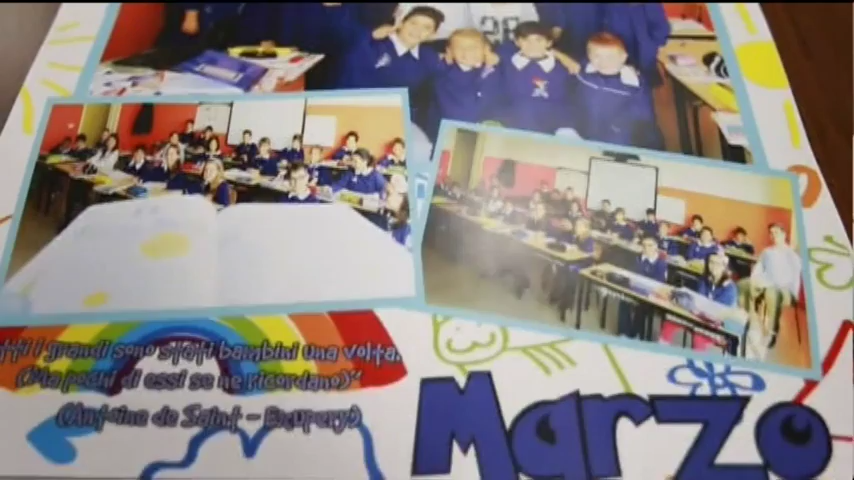 tti i grandi sono stati bambini una volta.
(Ma pochi di essi se ne ricordano)"
(Antoine de Saint - Exupery)
Marzo